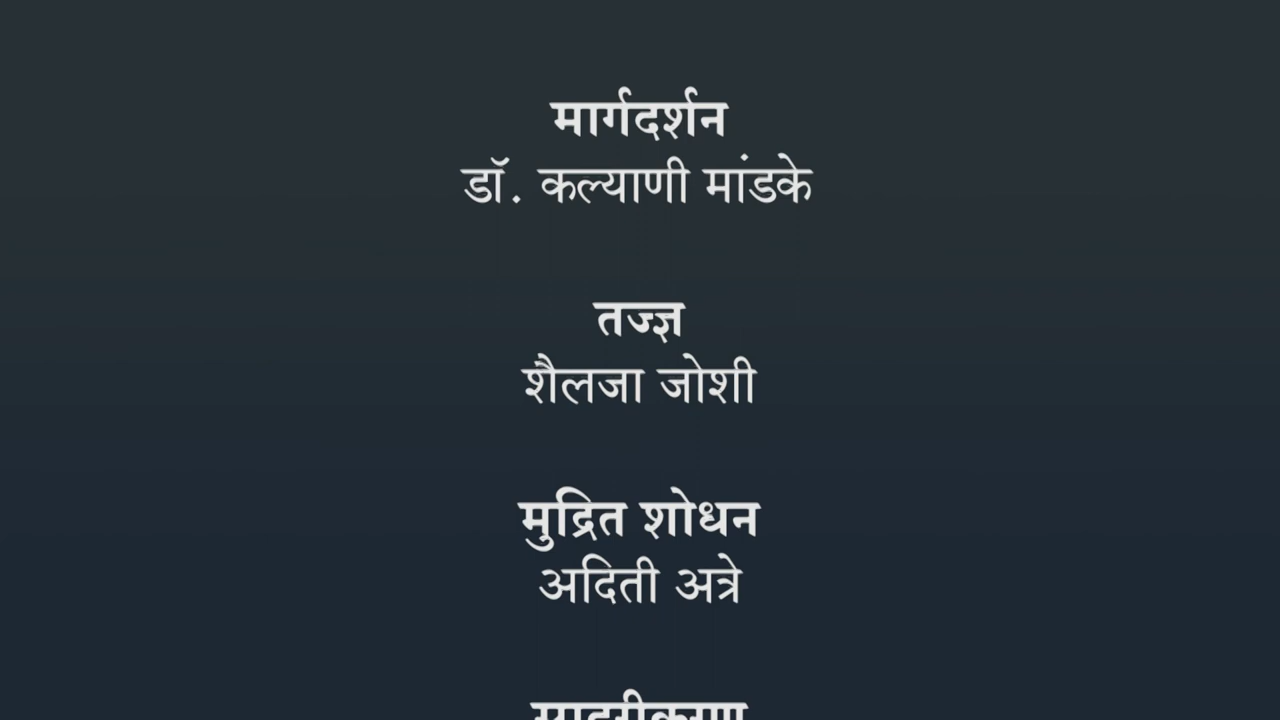 मार्गदर्शन
डॉ. कल्याणी मांडके
तज्ज्ञ
शैलजा जोशी
मुद्रित शोधन
अदिती अत्रे